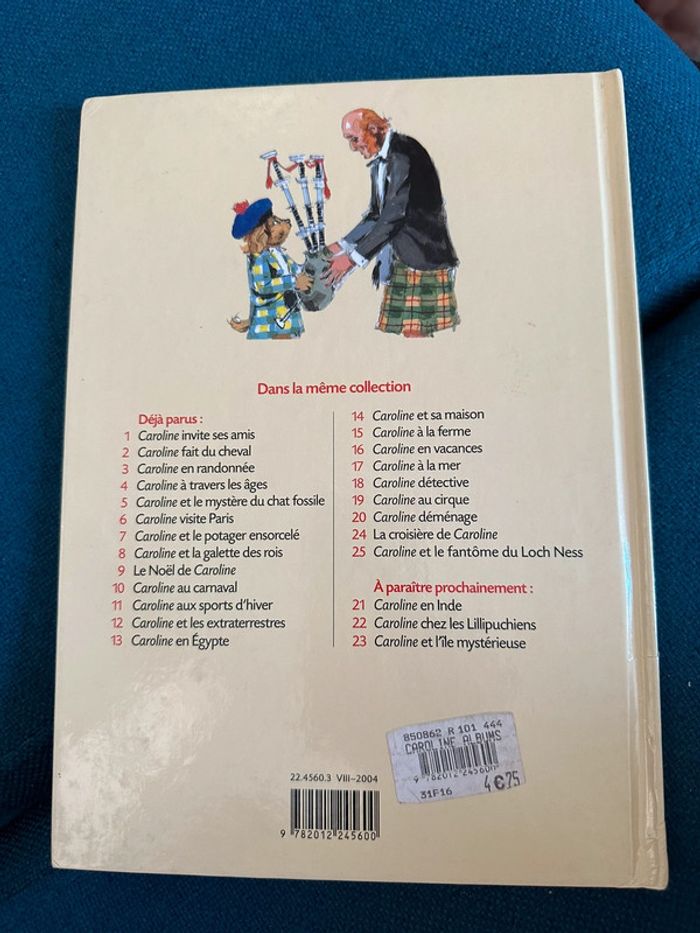 Dans la même collection
Déjà parus :
1 Caroline invite ses amis
2 Caroline fait du cheval
3 Caroline en randonnée
4 Caroline à travers les âges
5 Caroline et le mystère du chat fossile
6 Caroline visite Paris
7 Caroline et le potager ensorcelé
8 Caroline et la galette des rois
9 Le Noël de Caroline
10 Caroline au carnaval
11 Caroline aux sports d'hiver
12 Caroline et les extraterrestres
13 Caroline en Égypte
14 Caroline et sa maison
15 Caroline à la ferme
16 Caroline en vacances
17 Caroline à la mer
18 Caroline détective
19 Caroline au cirque
20 Caroline déménage
24 La croisière de Caroline
25 Caroline et le fantôme du Loch Ness
À paraître prochainement :
21 Caroline en Inde
22 Caroline chez les Lillipuchiens
23 Caroline et l'île mystérieuse
850862 R 101 444
CAROLINE ALBUMS
9 782012 245600
31F16 4€75
22.4560.3 VIII-2004
9 782012 245600